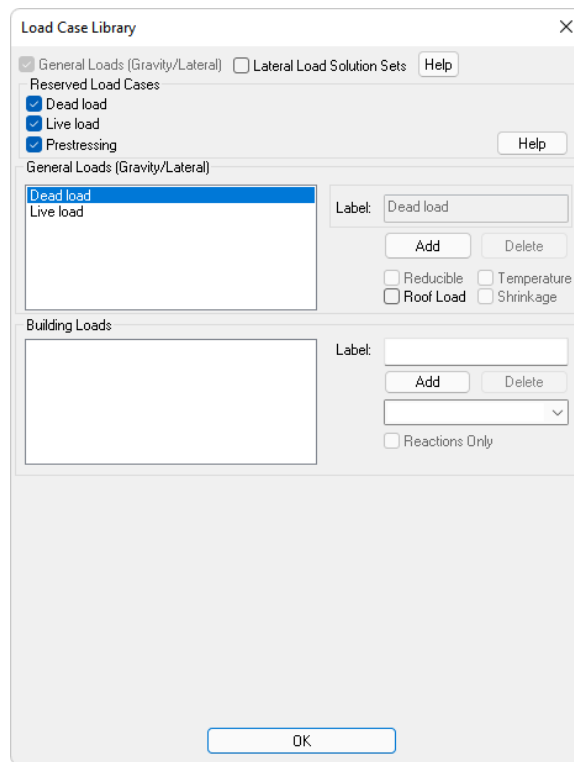 Load Case Library
General Loads (Gravity/Lateral) Lateral Load Solution Sets Help
Reserved Load Cases
Dead load
Live load
Prestressing Help
General Loads (Gravity/Lateral)
Dead load
Live load
Label: Dead load
Add Delete
Reducible Temperature
Roof Load Shrinkage
Building Loads
Label:
Add Delete
Reactions Only
OK